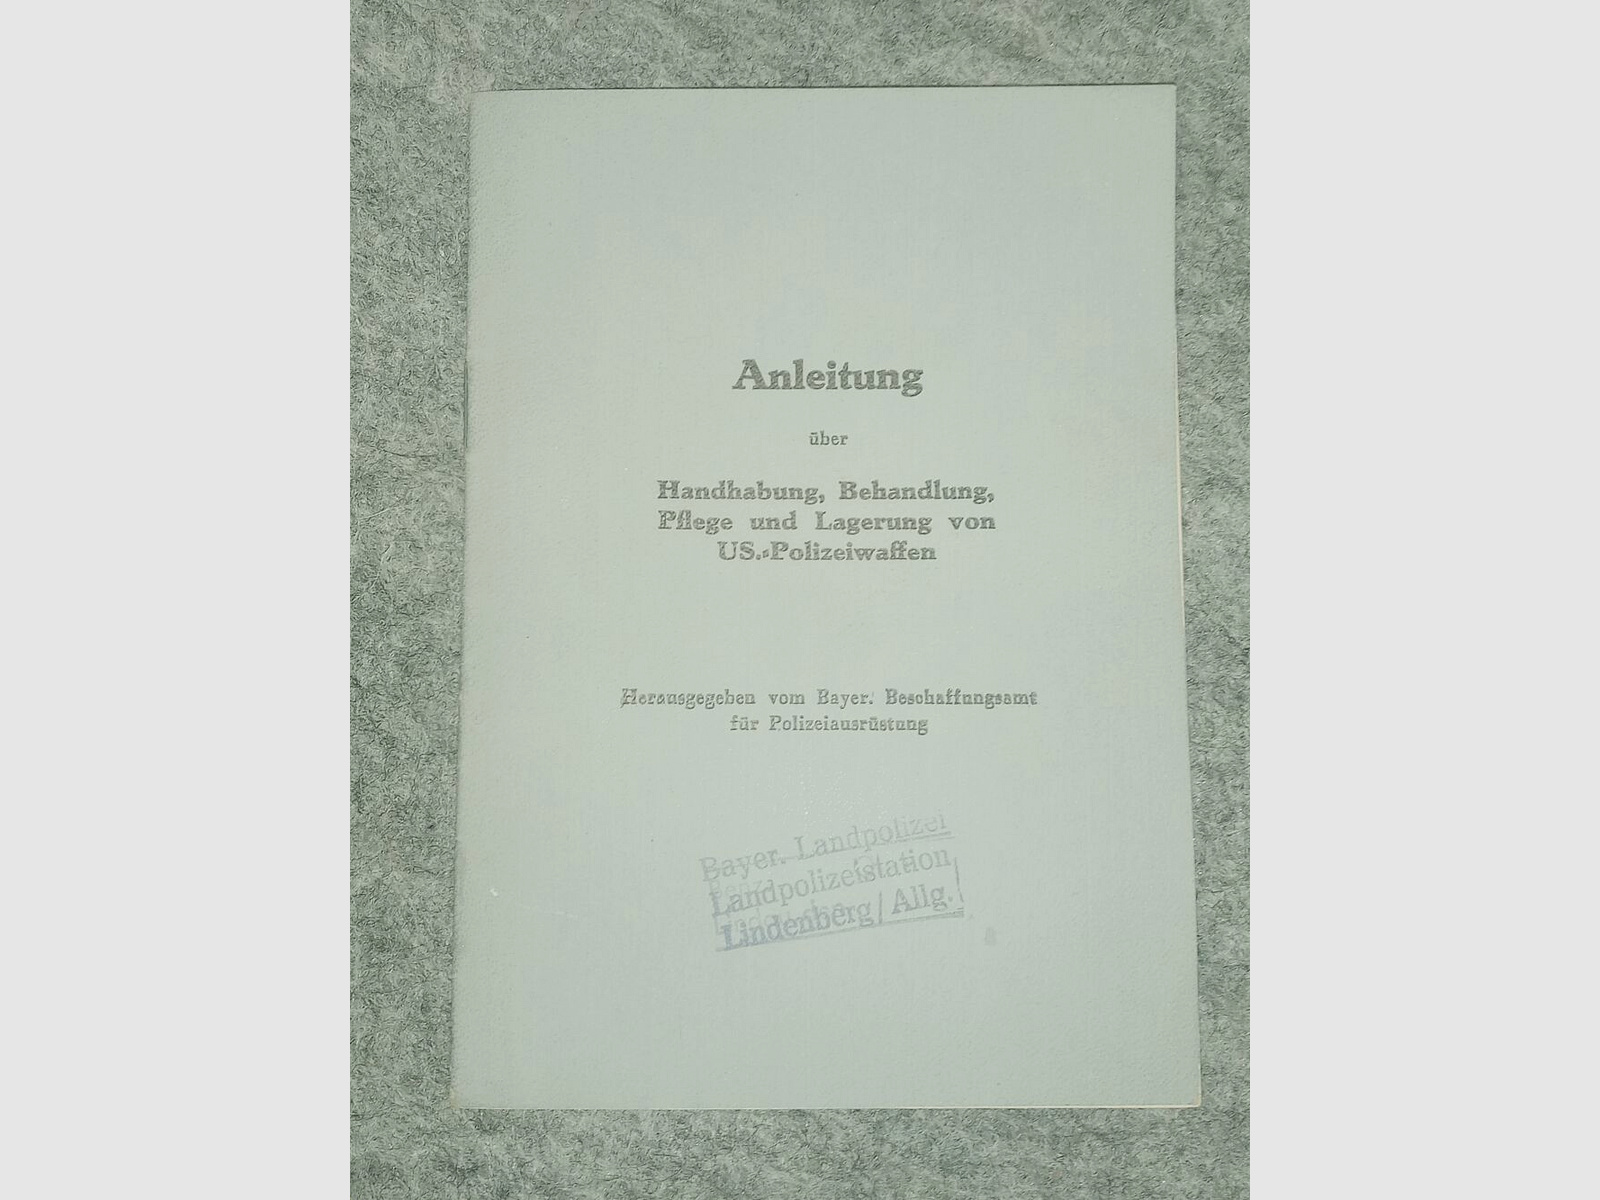 Anleitung
über
Handhabung, Behandlung,
Pflege und Lagerung von
US.-Polizeiwaffen
Herausgegeben vom Bayer. Beschaffungsamt
für Polizeiausrüstung
Bayer. Landpolizei
Landpolizeistation
Lindenberg/Allg.